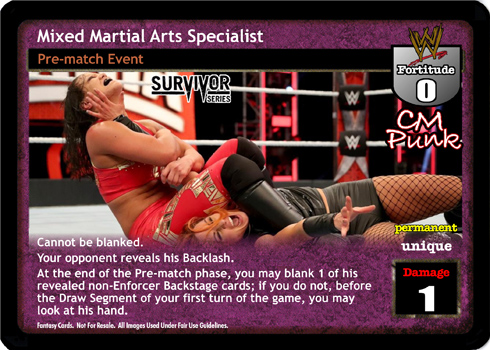 Mixed Martial Arts Specialist
Pre-match Event
W
Fortitude
0
SURVIVOR
SERIES
CM
Punk
W
permanent
unique
Cannot be blanked.
Your opponent reveals his Backlash.
At the end of the Pre-match phase, you may blank 1 of his
revealed non-Enforcer Backstage cards; if you do not, before
the Draw Segment of your first turn of the game, you may
look at his hand.
Damage
1
Fantasy Cards. Not For Resale. All Images Used Under Fair Use Guidelines.